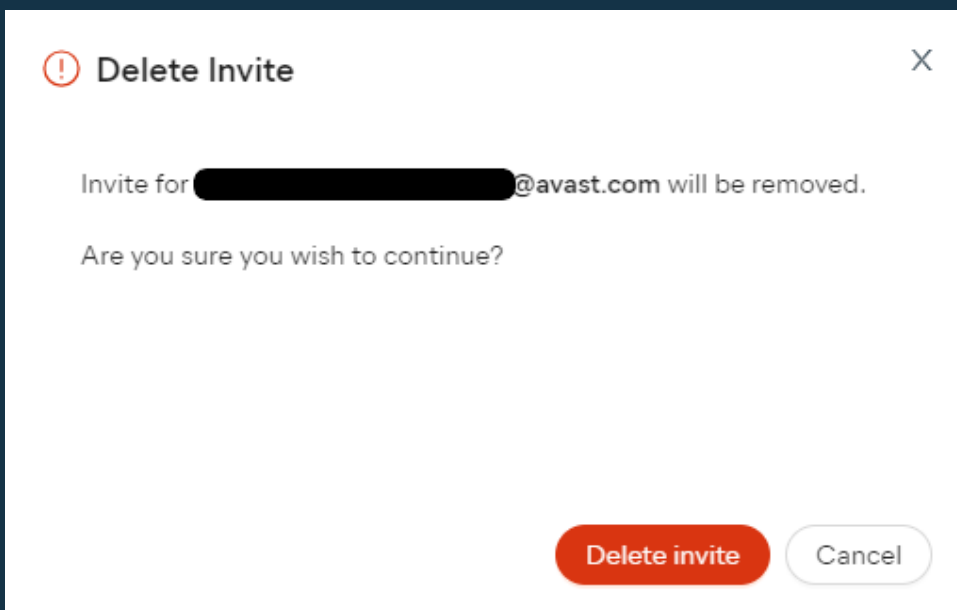 Delete Invite
X
Invite for @avast.com will be removed.
Are you sure you wish to continue?
Delete invite
Cancel